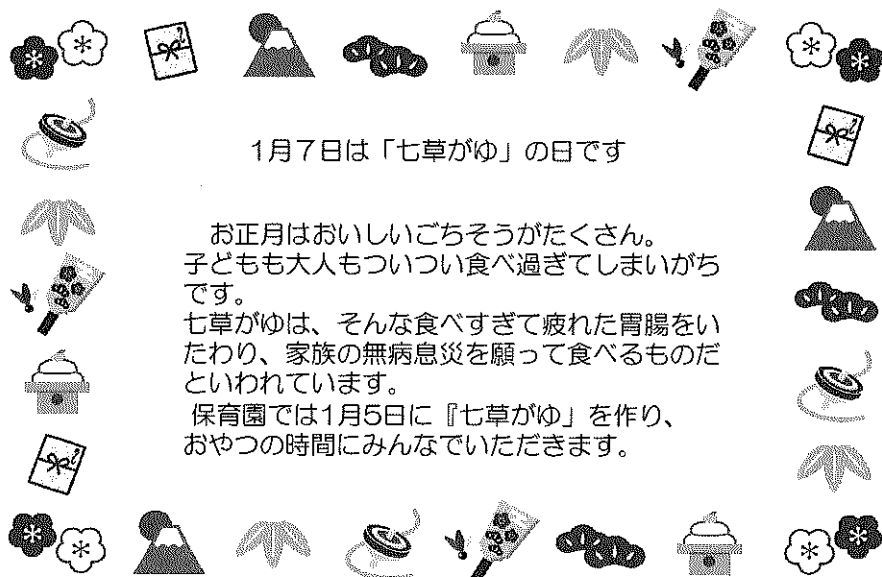 1月7日は「七草がゆ」の日です
お正月はおいしいごちそうがたくさん。
子どもも大人もついつい食べ過ぎてしまいがち
です。
七草がゆは、そんな食べすぎて疲れた胃腸をい
たわり、家族の無病息災を願って食べるものだ
といわれています。
保育園では1月5日に『七草がゆ」を作り、
おやつの時間にみんなでいただきます。